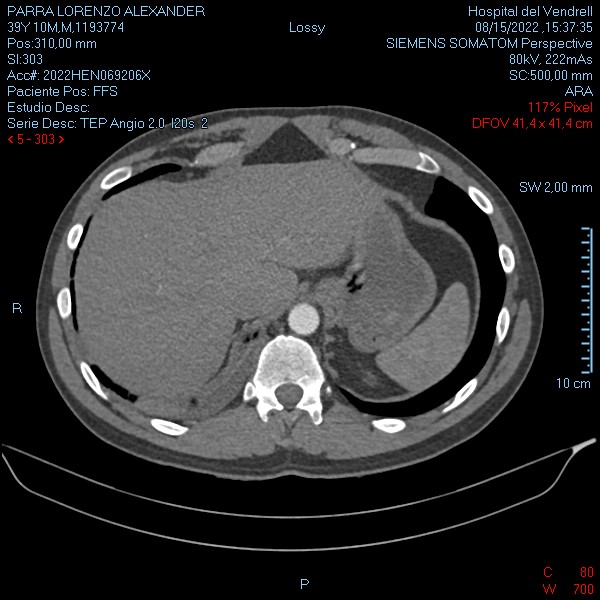 PARRA LORENZO ALEXANDER
39Y 10M,M,1193774
Pos:310,00 mm
SI:303
Acc#: 2022HEN069206X
Paciente Pos: FFS
Estudio Desc:
Serie Desc: TEP Angio 2.0 I20s 2
< 5 - 303 >
Lossy
Hospital del Vendrell
08/15/2022 ,15:37:35
SIEMENS SOMATOM Perspective
80kV, 222mAs
SC:500,00 mm
ARA
117% Pixel
DFOV 41,4 x 41,4 cm
SW 2,00 mm
R
10 cm
P
C 80
W 700